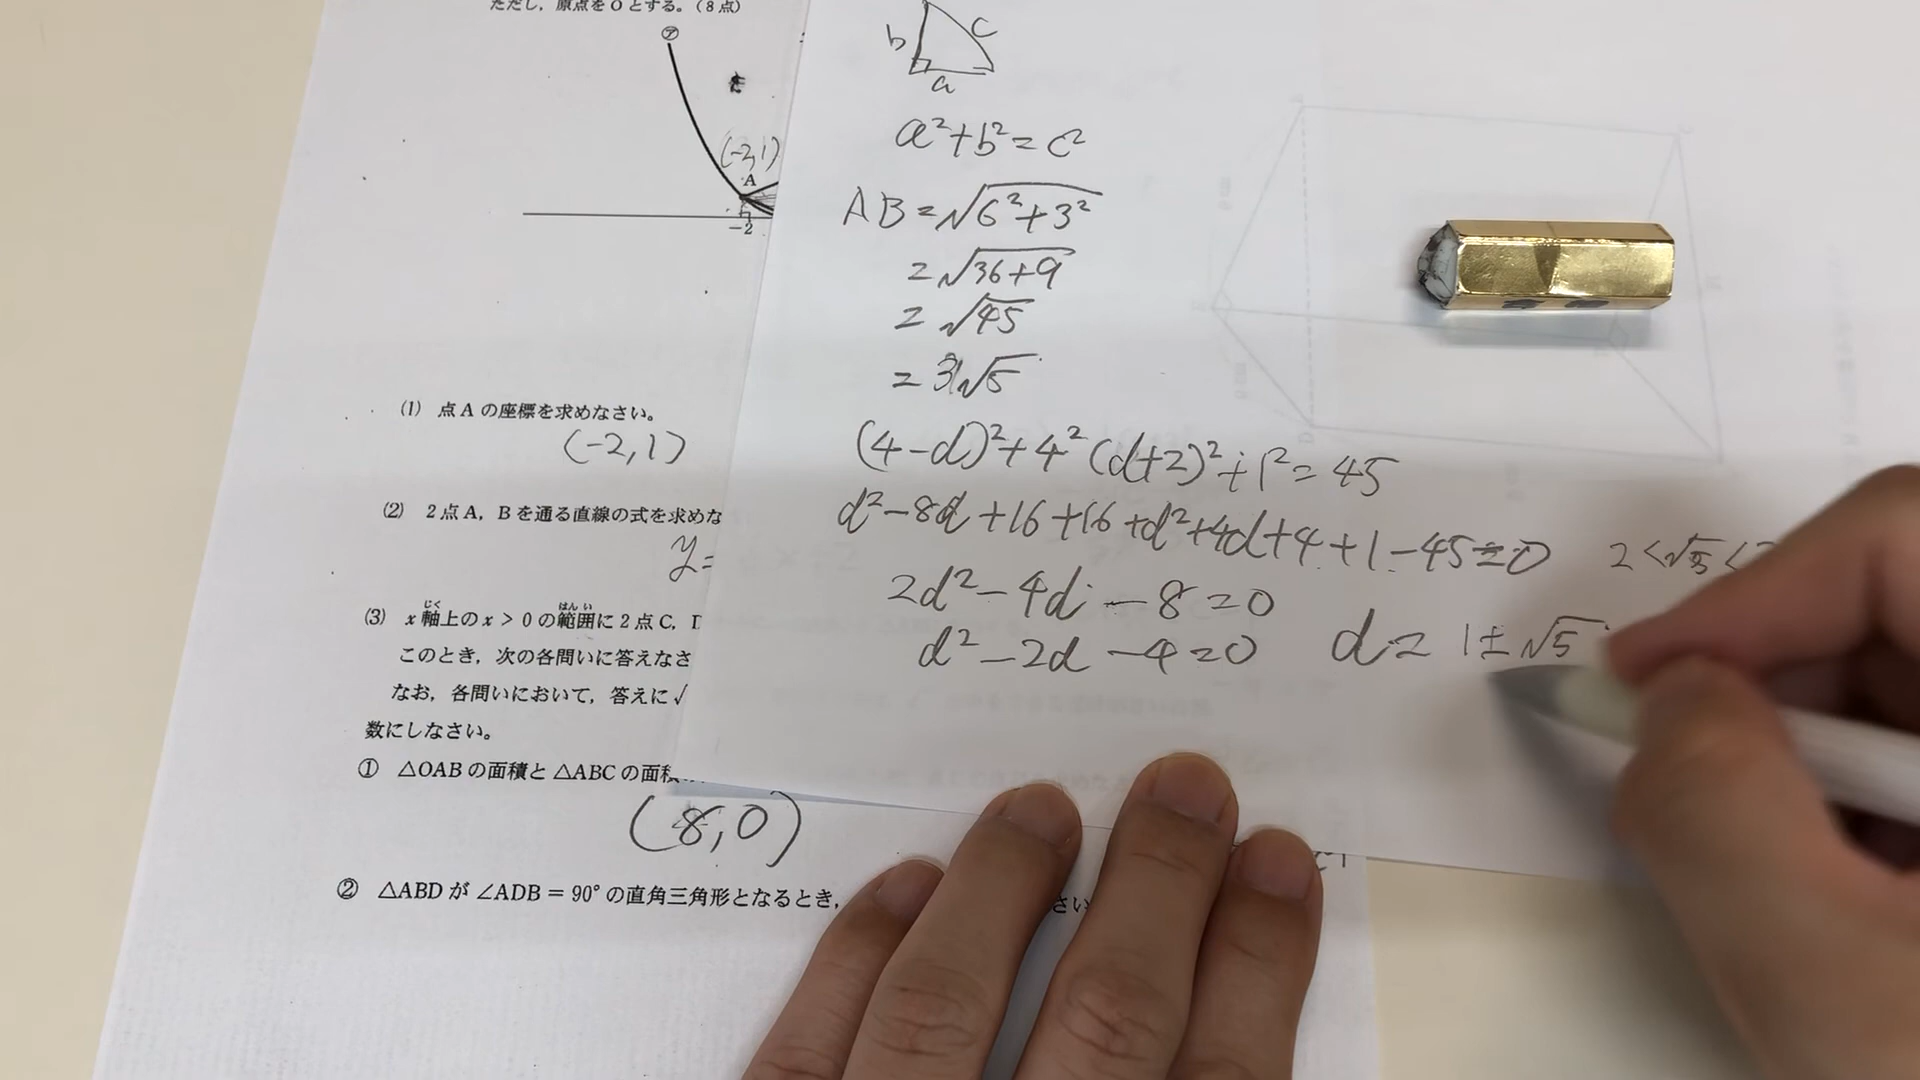 ただし，原点をOとする。（8点）
㋐
(-2,1)
A
-2
b
c
a
a²+b²=c²
AB=√6²+3²
=√36+9
=√45
=3√5
(4-d)²+4²(d+2)²+1²=45
d²-8d+16+16+d²+4d+4+1-45=0
2<√5<
2d²-4d-8=0
d²-2d-4=0
d=1±√5
(1) 点Aの座標を求めなさい。
(-2,1)
(2) 2点A，Bを通る直線の式を求めな
y=
(3) x軸上のx＞0の範囲に2点C，
じく
はんい
このとき，次の各問いに答えなさ
なお，各問いにおいて，答えに√
数にしなさい。
① △OABの面積と△ABCの面積
(8,0)
② △ABDが∠ADB＝90°の直角三角形となるとき，
さい